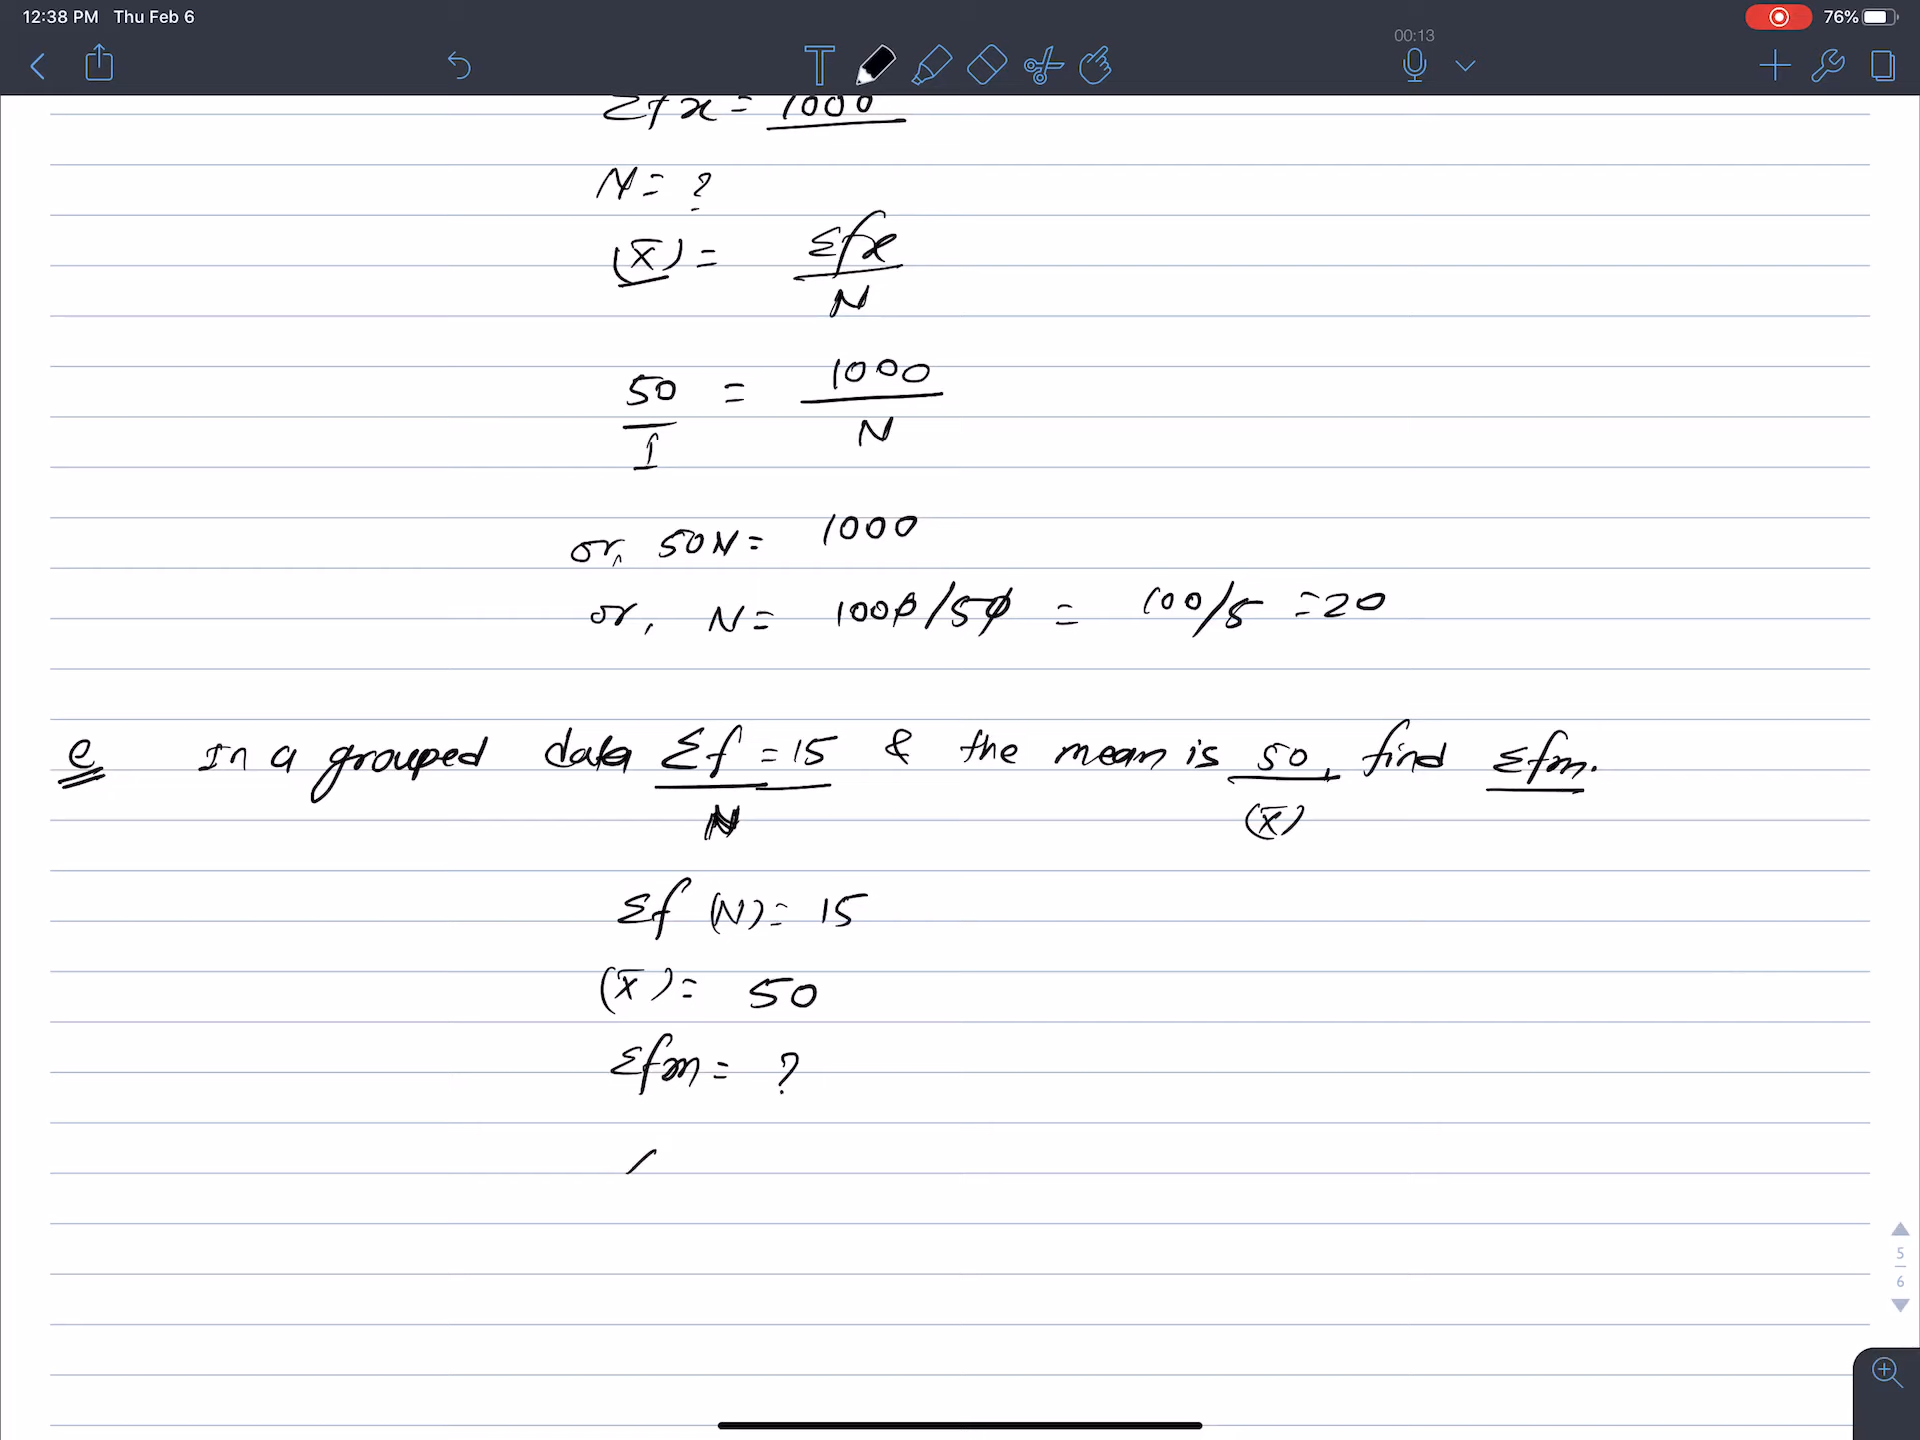 12:38 PM Thu Feb 6
76%
00:13
Σfx = 1000
N = ?
(x̄) = Σfx / N
50 / 1 = 1000 / N
or, 50N = 1000
or, N = 1000/50 = 100/5 = 20
e In a grouped data Σf = 15 & the mean is 50, find Σfm.
N (x̄)
Σf (N) = 15
(x̄) = 50
Σfm = ?
5
6